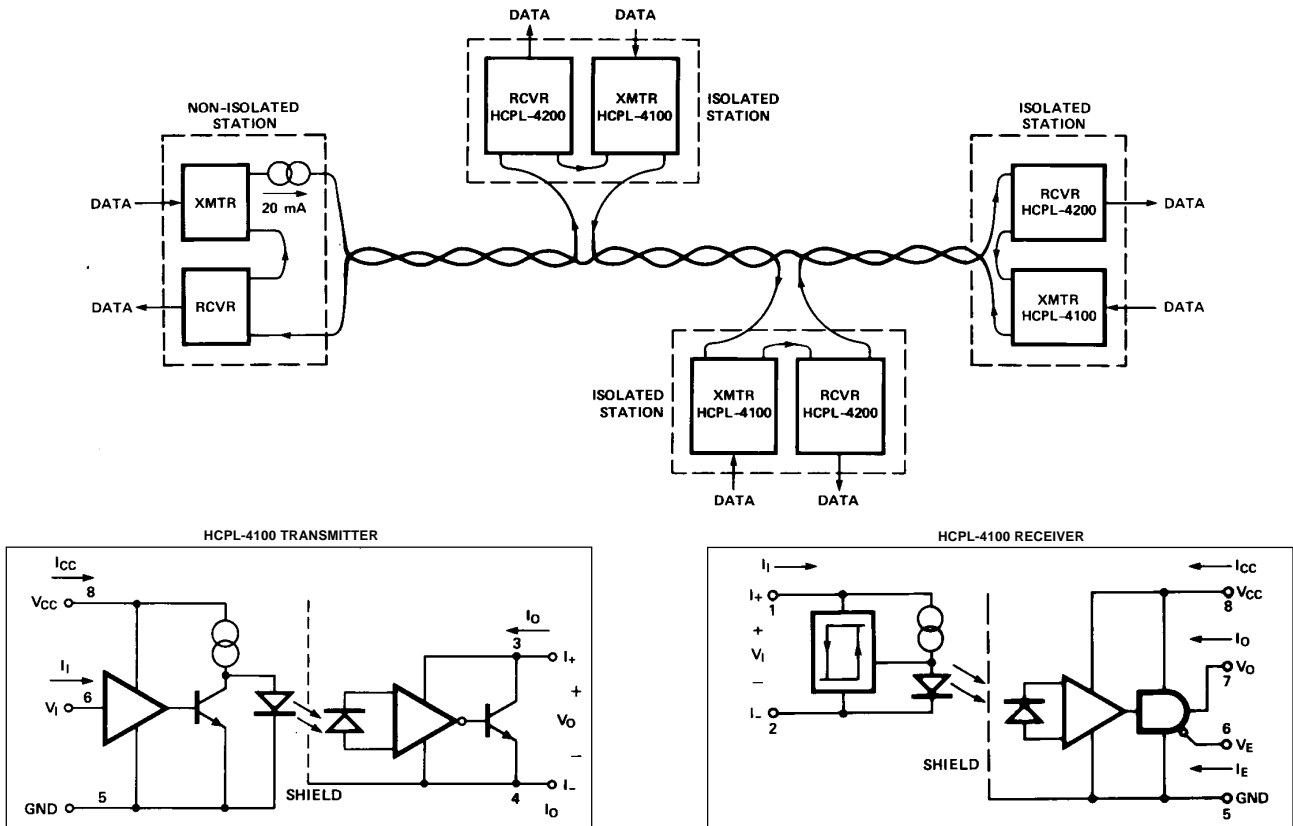 DATA
DATA
RCVR
HCPL-4200
XMTR
HCPL-4100
ISOLATED
STATION
NON-ISOLATED
STATION
XMTR
20 mA
DATA
RCVR
DATA
ISOLATED
STATION
RCVR
HCPL-4200
DATA
XMTR
HCPL-4100
DATA
ISOLATED
STATION
XMTR
HCPL-4100
RCVR
HCPL-4200
DATA
DATA
HCPL-4100 TRANSMITTER
ICC
8
VCC
II
6
VI
5
GND
SHIELD
IO
3
I+
+
VO
–
I-
4
IO
HCPL-4100 RECEIVER
II
I+
1
+
VI
–
I-
2
SHIELD
ICC
VCC
8
IO
VO
7
6
VE
IE
GND
5